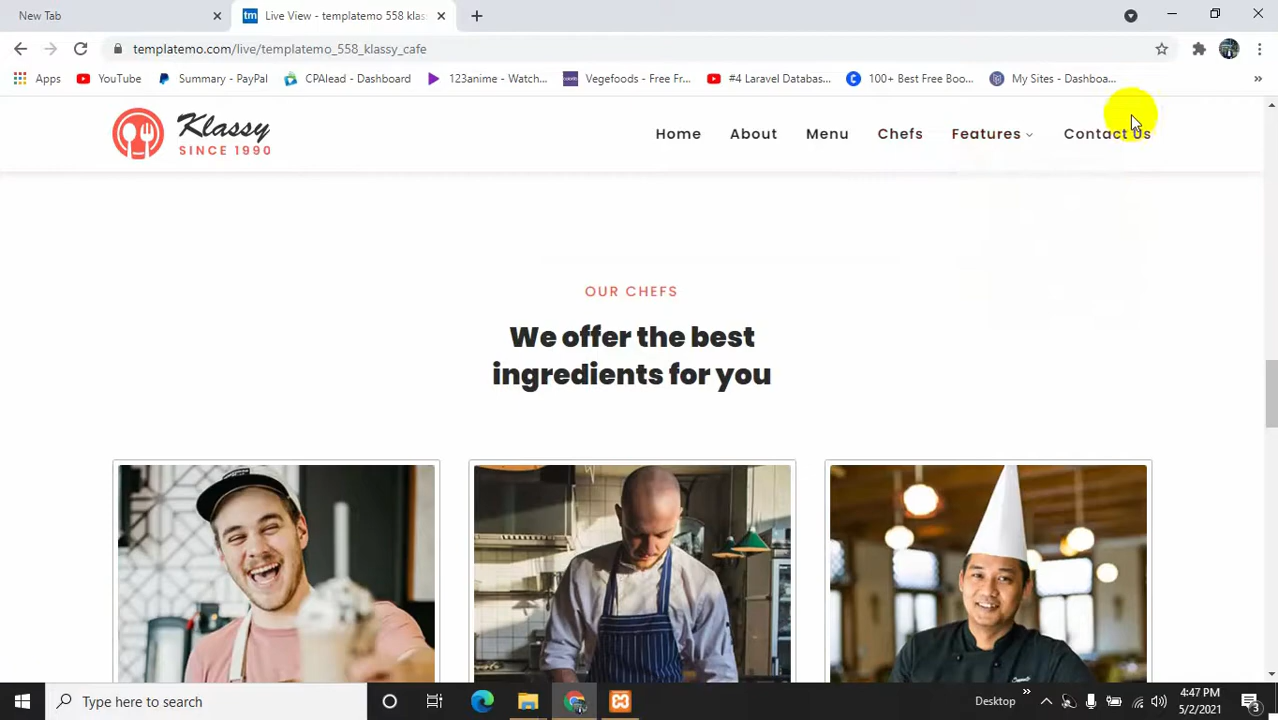 New Tab
Live View - templatemo 558 klas
templatemo.com/live/templatemo_558_klassy_cafe
Apps
YouTube
Summary - PayPal
CPAlead - Dashboard
123anime - Watch...
Vegefoods - Free Fr...
#4 Laravel Databas...
100+ Best Free Boo...
My Sites - Dashboa...
»
Klassy
SINCE 1990
Home
About
Menu
Chefs
Features
Contact Us
OUR CHEFS
We offer the best
ingredients for you
Type here to search
Desktop
»
4:47 PM
5/2/2021
3